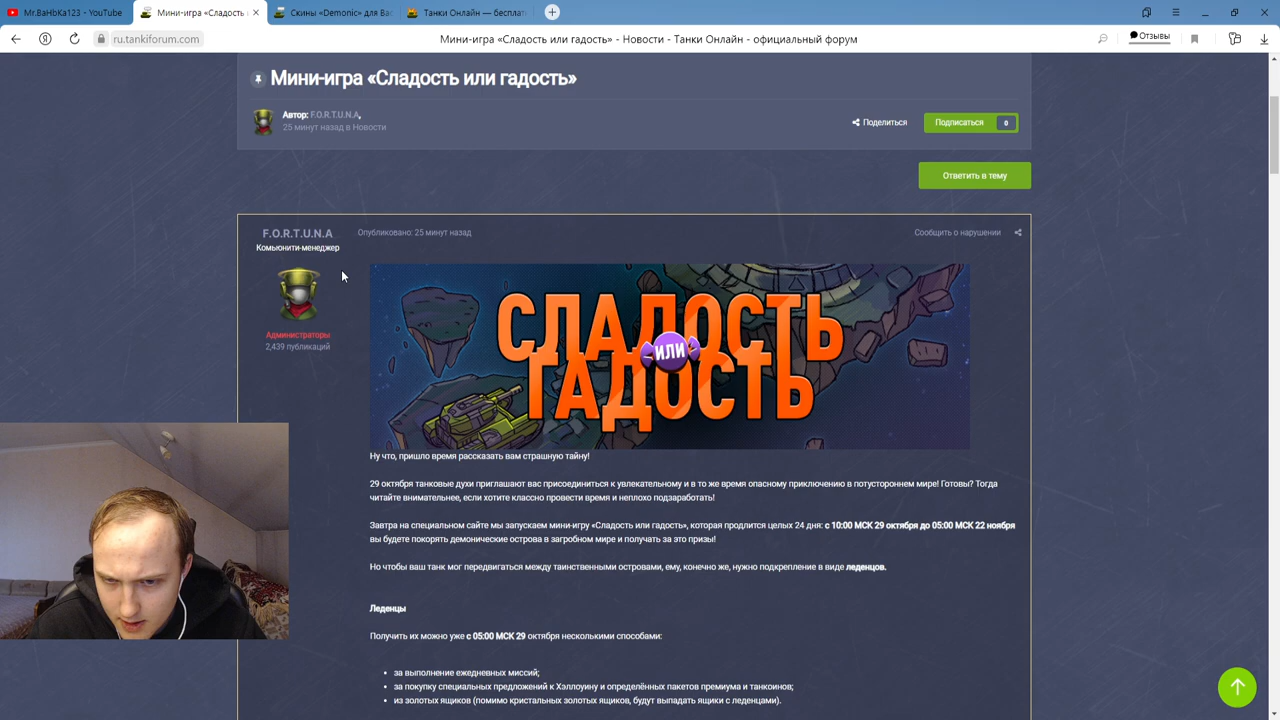 Mr.BaHbKa123 - YouTube
Мини-игра «Сладость
Скины «Demonic» для Ва
Танки Онлайн — бесплат
ru.tankiforum.com
Мини-игра «Сладость или гадость» - Новости - Танки Онлайн - официальный форум
Отзывы
Мини-игра «Сладость или гадость»
Автор: F.O.R.T.U.N.A,
25 минут назад в Новости
Поделиться
Подписаться 0
Ответить в тему
F.O.R.T.U.N.A
Комьюнити-менеджер
Опубликовано: 25 минут назад
Сообщить о нарушении
Администраторы
2,439 публикаций
СЛАДОСТЬ
ИЛИ
ГАДОСТЬ
Ну что, пришло время рассказать вам страшную тайну!
29 октября танковые духи приглашают вас присоединиться к увлекательному и в то же время опасному приключению в потустороннем мире! Готовы? Тогда
читайте внимательнее, если хотите классно провести время и неплохо подзаработать!
Завтра на специальном сайте мы запускаем мини-игру «Сладость или гадость», которая продлится целых 24 дня: с 10:00 МСК 29 октября до 05:00 МСК 22 ноября
вы будете покорять демонические острова в загробном мире и получать за это призы!
Но чтобы ваш танк мог передвигаться между таинственными островами, ему, конечно же, нужно подкрепление в виде леденцов.
Леденцы
Получить их можно уже с 05:00 МСК 29 октября несколькими способами:
• за выполнение ежедневных миссий;
• за покупку специальных предложений к Хэллоуину и определённых пакетов премиума и танкоинов;
• из золотых ящиков (помимо кристальных золотых ящиков, будут выпадать ящики с леденцами).